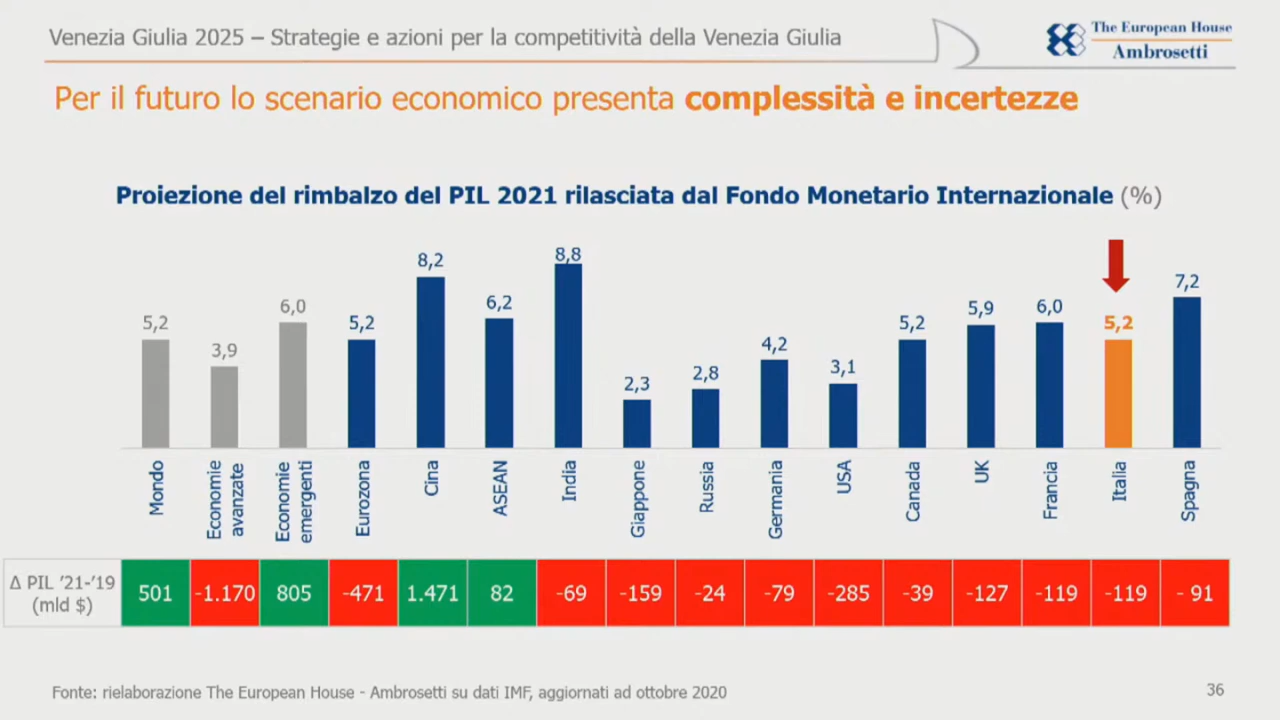 Venezia Giulia 2025 – Strategie e azioni per la competitività della Venezia Giulia
The European House
Ambrosetti
Per il futuro lo scenario economico presenta complessità e incertezze
Proiezione del rimbalzo del PIL 2021 rilasciata dal Fondo Monetario Internazionale (%)
5,2
3,9
6,0
5,2
8,2
6,2
8,8
2,3
2,8
4,2
3,1
5,2
5,9
6,0
5,2
7,2
Mondo
Economie
avanzate
Economie
emergenti
Eurozona
Cina
ASEAN
India
Giappone
Russia
Germania
USA
Canada
UK
Francia
Italia
Spagna
Δ PIL ’21-’19
(mld $)
501
-1.170
805
-471
1.471
82
-69
-159
-24
-79
-285
-39
-127
-119
-119
- 91
Fonte: rielaborazione The European House - Ambrosetti su dati IMF, aggiornati ad ottobre 2020
36